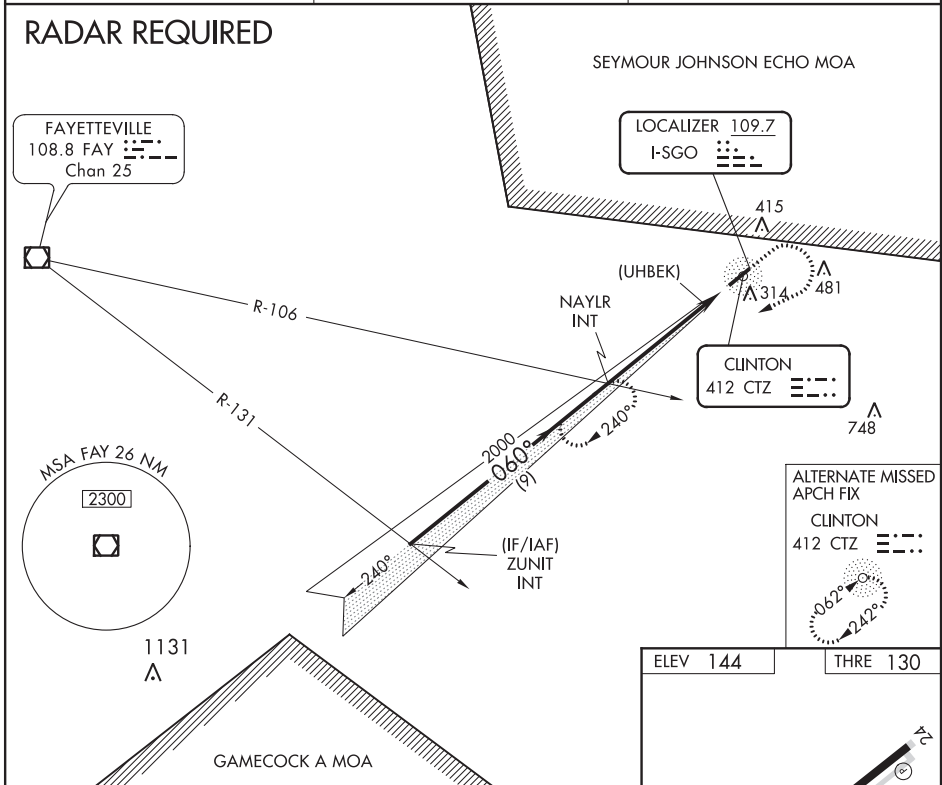 RADAR REQUIRED
SEYMOUR JOHNSON ECHO MOA
FAYETTEVILLE
108.8 FAY
Chan 25
LOCALIZER 109.7
I-SGO
415
481
314
(UHBEK)
NAYLR
INT
R-106
R-131
CLINTON
412 CTZ
748
240°
2000
060°
(9)
MSA FAY 26 NM
2300
(IF/IAF)
ZUNIT
INT
240°
ALTERNATE MISSED
APCH FIX
CLINTON
412 CTZ
062°
242°
1131
ELEV 144
THRE 130
GAMECOCK A MOA
24
P